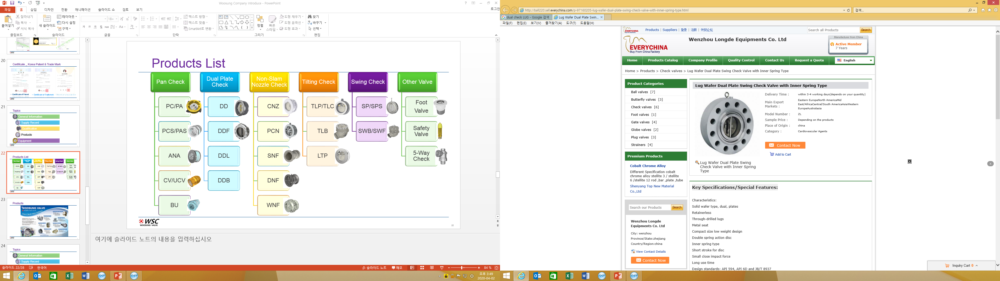 Woosung Company Introduce - PowerPoint
로그인
파일 홈 삽입 디자인 전환 애니메이션 슬라이드 쇼 검토 보기
붙여넣기
잘라내기
복사
서식 복사
클립보드
새 슬라이드
레이아웃
다시 설정
구역
슬라이드
18+
글꼴
텍스트 방향
텍스트 맞춤
SmartArt로 변환
단락
정렬
빠른 스타일
도형 채우기
도형 윤곽선
도형 효과
그리기
찾기
바꾸기
선택
편집
20
Certificate _ Korea Patent & Trade Mark
Certificate of Patent
Certificate of Trademark
21
Topics
General Information
Supply Record
Qualification
Products
Equipment
22
Products List
23
Products
WOOSUNG VALVE
24
Topics
General Information
Supply Record
Products List
Pan Check
PC/PA
PCS/PAS
ANA
CV/UCV
BU
Dual Plate
Check
DD
DDF
DDL
DDB
Non-Slam
Nozzle Check
CNZ
PCN
SNF
DNF
WNF
Tilting Check
TLP/TLC
TLB
LTP
Swing Check
SP/SPS
SWB/SWF
Other Valve
Foot
Valve
Safety
Valve
5-Way
Check
WSC
WOOSUNG VALVE
22
여기에 슬라이드 노트의 내용을 입력하십시오
슬라이드 22/28 한국어
슬라이드 노트 메모 84 %
GST GST
오후 3:49
2020-04-02
http://ball220.sell.everychina.com/p-97160205-lug-wafer-dual-plate-swing-check-valve-with-inner-spring-type.html
검색...
dual check LUG - Google 검색
Lug Wafer Dual Plate Swin...
파일(F) 편집(E) 보기(V) 즐겨찾기(A) 도구(T) 도움말(H)
EVERYCHINA
Products | Suppliers | 登录 | 注册 | 外贸论坛
Search all Products Search
EVERYCHINA
Buy From China Factory
Wenzhou Longde Equipments Co. Ltd
Manufacturer from China
Active Member
7 Years
Home Products Catalog Company Profile Quality Control Contact Us Request a Quota English
Home > Products > Check valves > Lug Wafer Dual Plate Swing Check Valve with Inner Spring Type
Product Categories
Ball valves [7]
Butterfly valves [3]
Check valves [6]
Foot valves [1]
Gate valves [4]
Globe valves [2]
Plug valves [3]
Strainers [4]
Premium Products
Cobalt Chrome Alloy
Different Specification cobalt
chrome alloy stellite 3 / stellite
6 /stellite 12 rod ,bar ,plate ,tube
Shenyang Top New Material
Co.,Ltd
Search our Products Search
Wenzhou Longde
Equipments Co. Ltd
City: wenzhou
Province/State:zhejiang
Country/Region:china
View Contact Details
Contact Now
Lug Wafer Dual Plate Swing Check Valve with Inner Spring Type
Delivery Time : within 3-4 working days(depends on your quantity)
Main Export Markets : Eastern EuropeNorth AmericaMid
East/AfricaCentral/South AmericaAsiaWestern
EuropeAustralasia
Model Number : ZL
Sample Price : Depending on the products
Place of Origin : china
Category : Cardiovascular Agents
Contact Now
Add to Cart
Lug Wafer Dual Plate Swing
Check Valve with Inner Spring
Type
Key Specifications/Special Features:
Characteristics:
Solid wafer type, dual, plates
Retainerless
Through-drilled lugs
Metal seat
Compact size low weight design
Double spring action disc
Inner spring type
Short stroke for disc
Small close impact force
Long use time
Design standards: API 594, API 6D and JB/T 8937
Inquiry Cart 0
GST GST